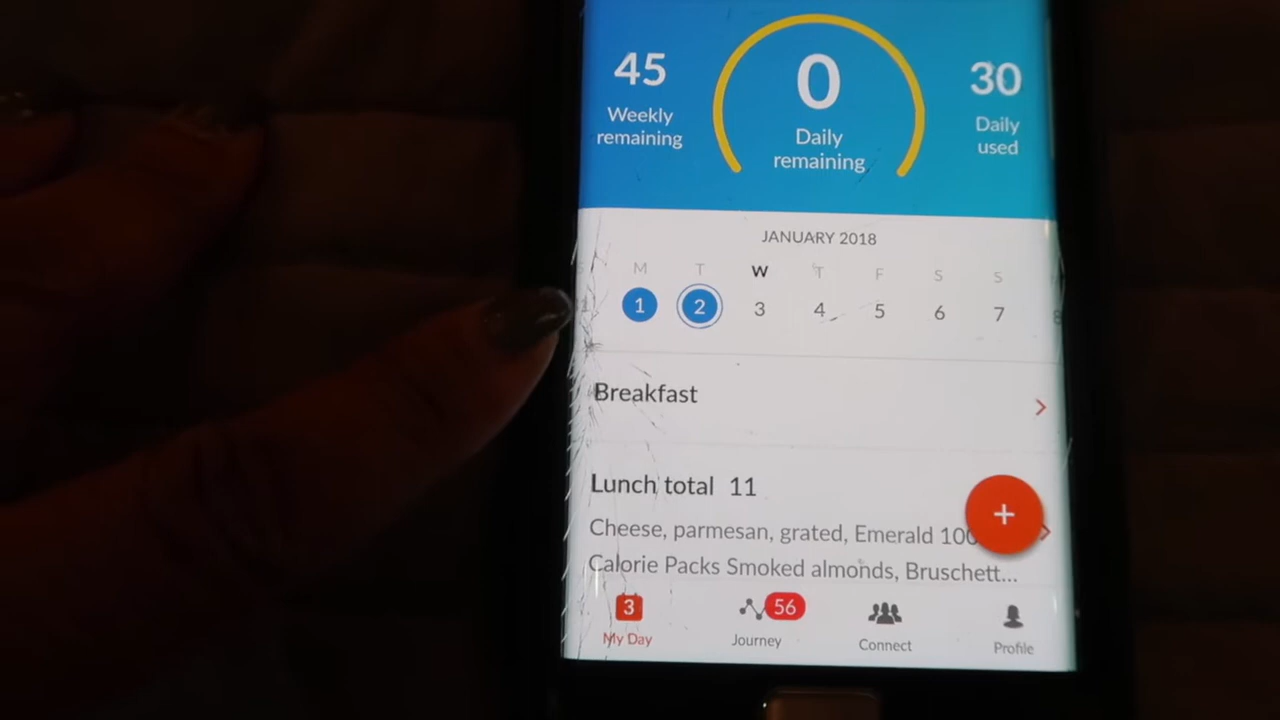 45
Weekly
remaining
0
Daily
remaining
30
Daily
used
JANUARY 2018
M T W T F S S
1 2 3 4 5 6 7 8
Breakfast
Lunch total 11
Cheese, parmesan, grated, Emerald 100
Calorie Packs Smoked almonds, Bruschett...
3 56
My Day Journey Connect Profile